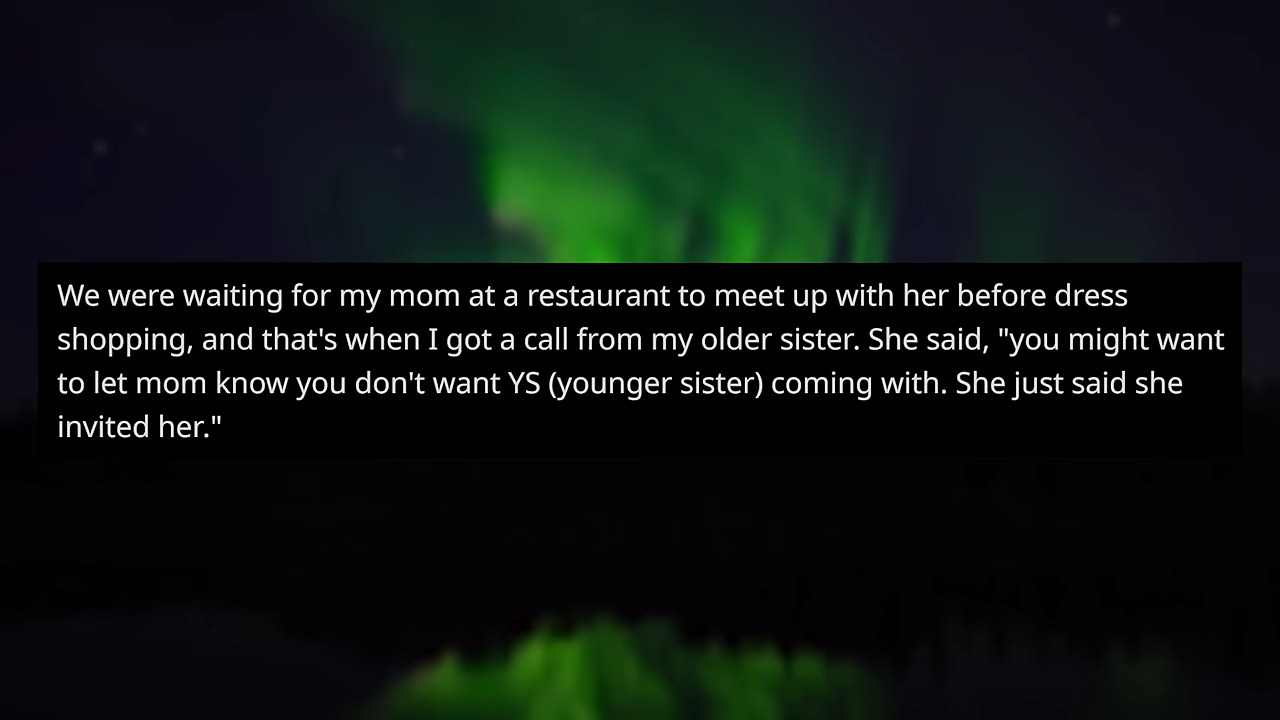 We were waiting for my mom at a restaurant to meet up with her before dress
shopping, and that's when I got a call from my older sister. She said, "you might want
to let mom know you don't want YS (younger sister) coming with. She just said she
invited her."